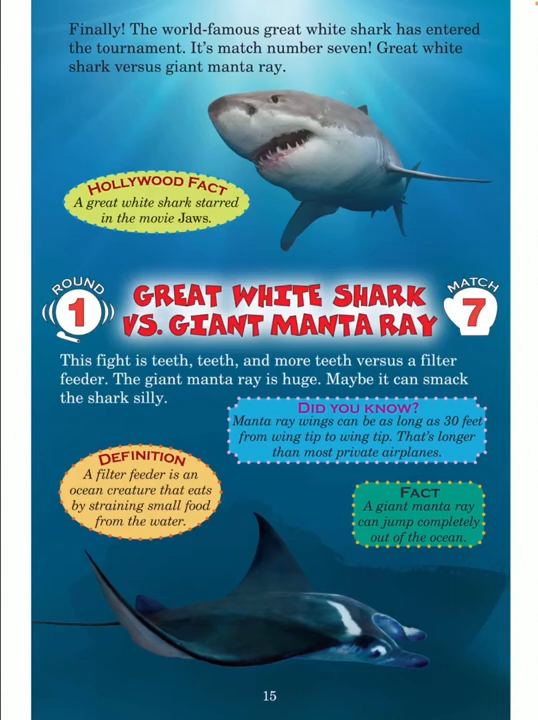 Finally! The world-famous great white shark has entered
the tournament. It's match number seven! Great white
shark versus giant manta ray.
HOLLYWOOD FACT
A great white shark starred
in the movie Jaws.
ROUND
1
GREAT WHITE SHARK
VS. GIANT MANTA RAY
MATCH
7
This fight is teeth, teeth, and more teeth versus a filter
feeder. The giant manta ray is huge. Maybe it can smack
the shark silly.
DID YOU KNOW?
Manta ray wings can be as long as 30 feet
from wing tip to wing tip. That's longer
than most private airplanes.
DEFINITION
A filter feeder is an
ocean creature that eats
by straining small food
from the water.
FACT
A giant manta ray
can jump completely
out of the ocean.
15